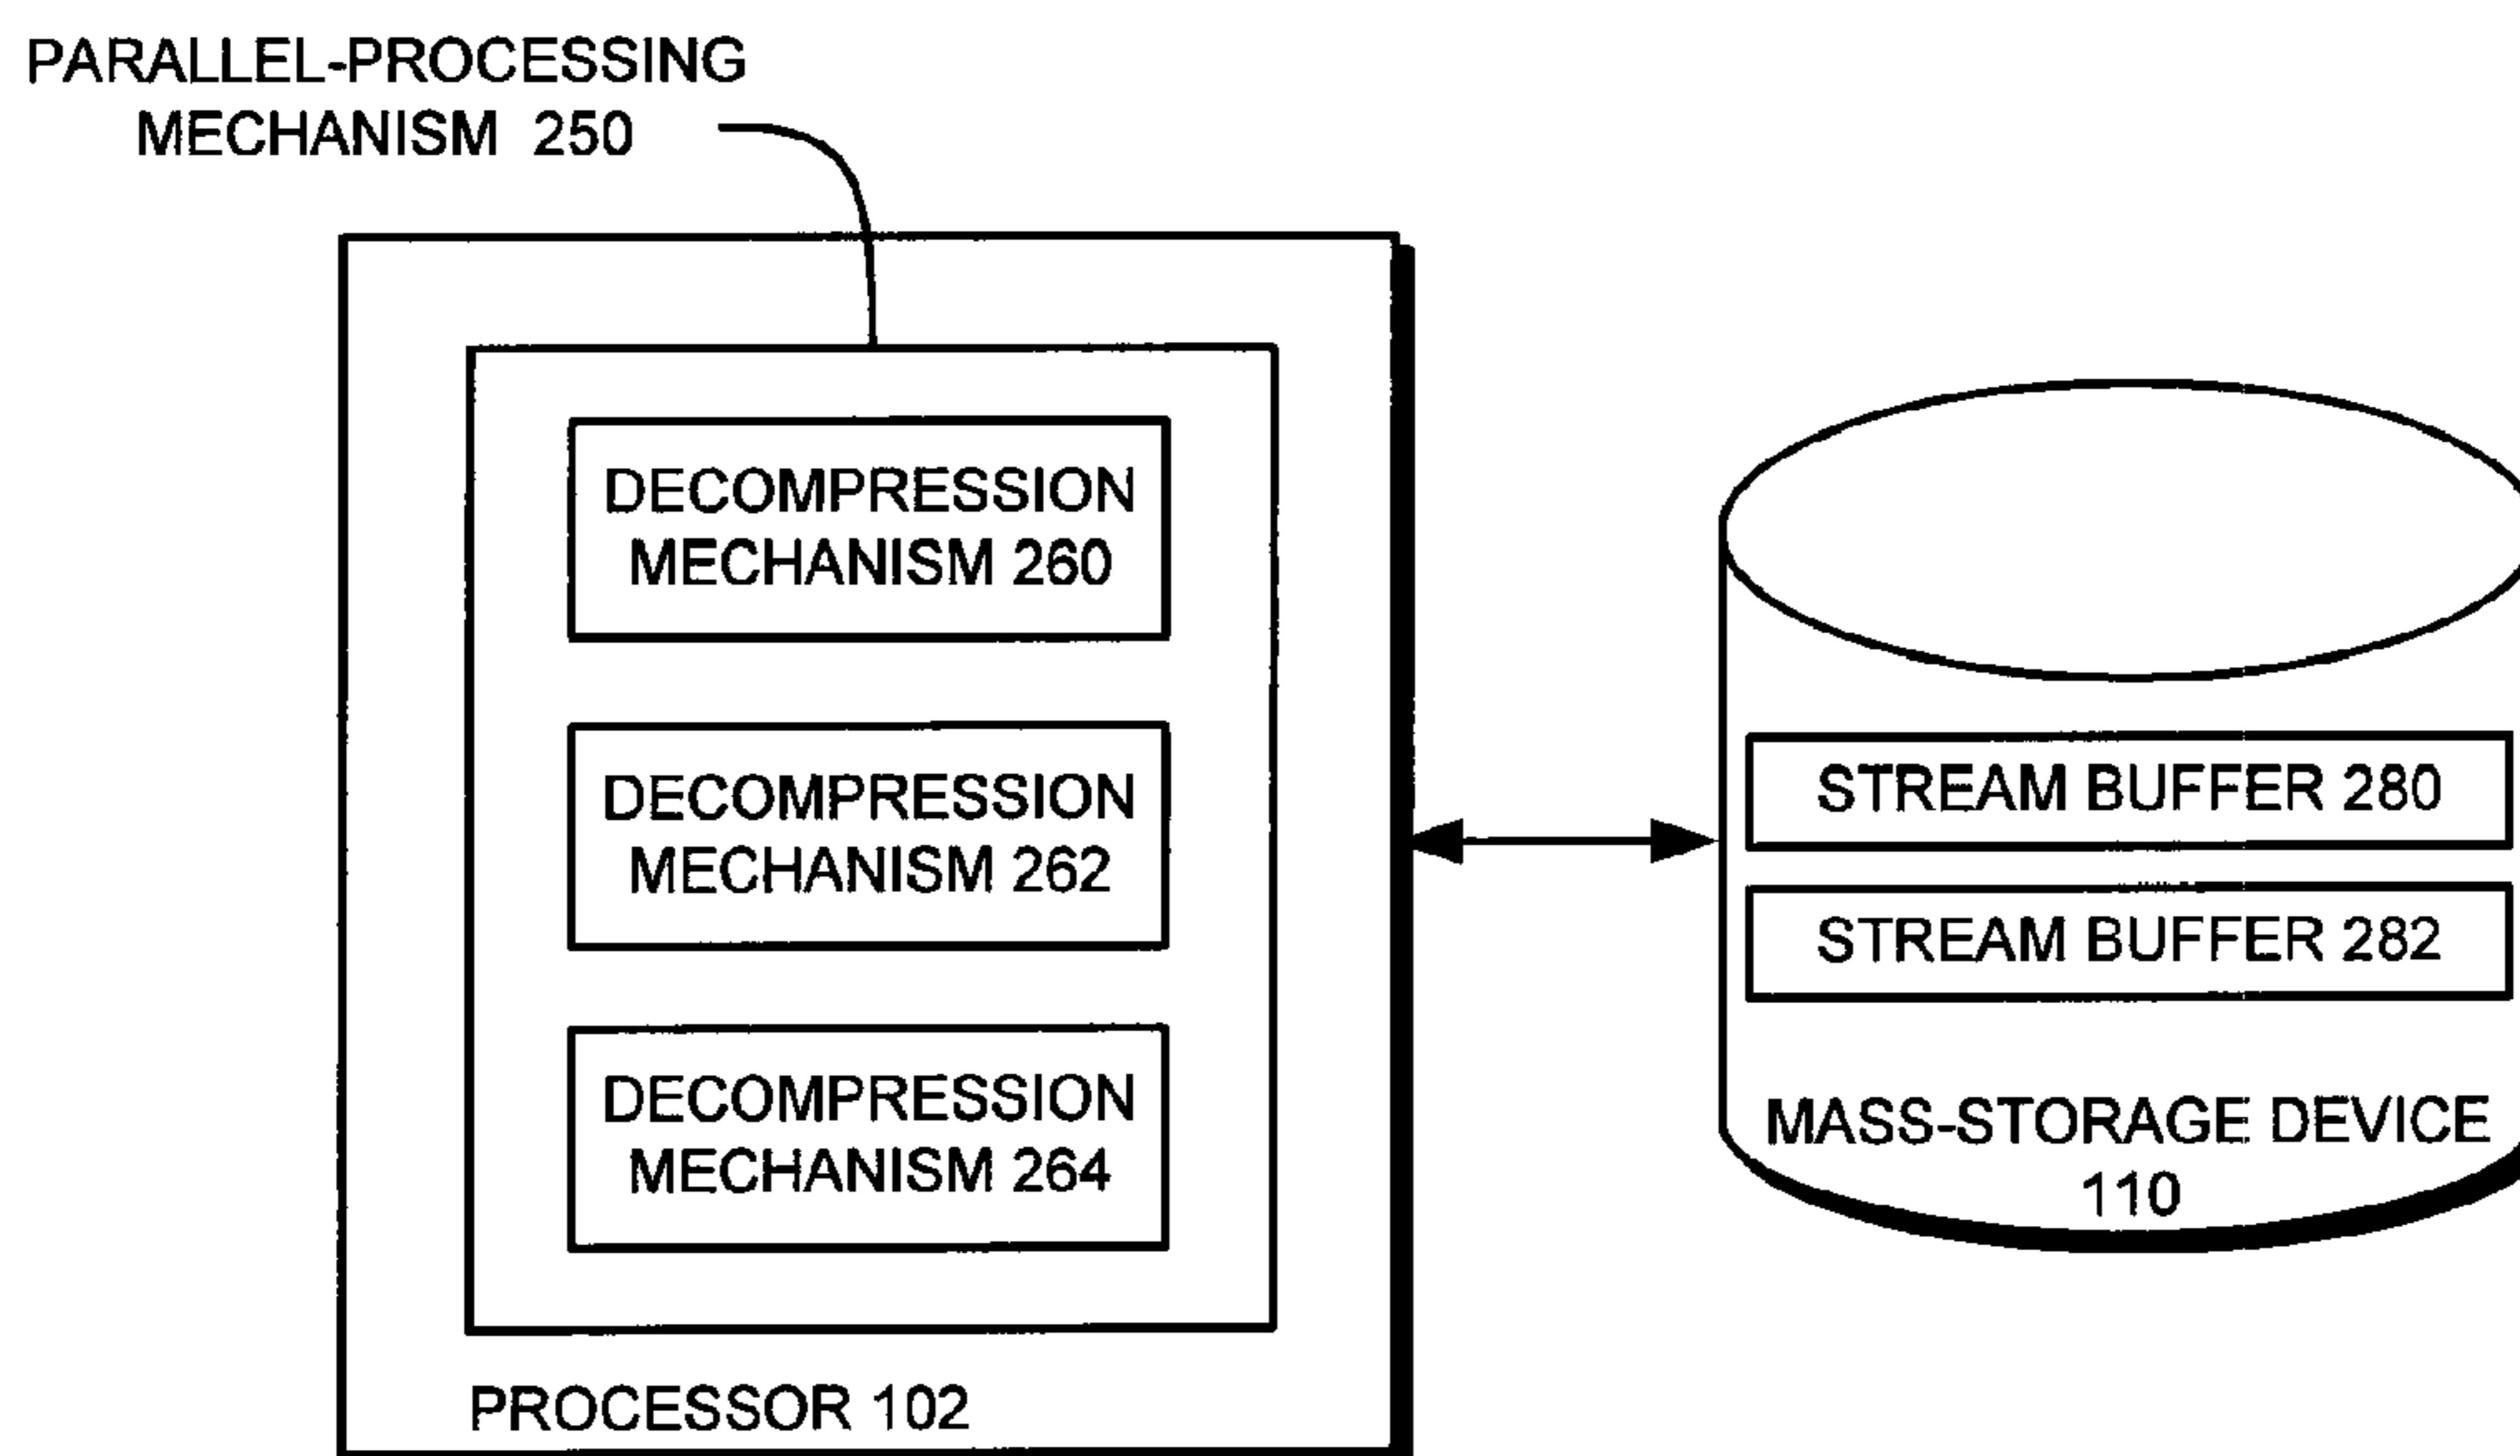 PARALLEL-PROCESSING
MECHANISM 250
DECOMPRESSION
MECHANISM 260
DECOMPRESSION
MECHANISM 262
DECOMPRESSION
MECHANISM 264
PROCESSOR 102
STREAM BUFFER 280
STREAM BUFFER 282
MASS-STORAGE DEVICE
110